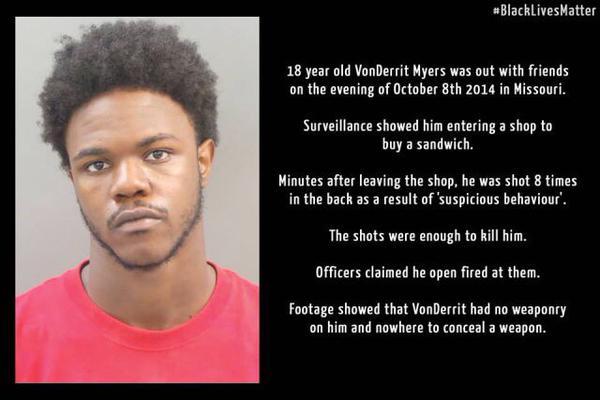 #BlackLivesMatter
18 year old VonDerrit Myers was out with friends
on the evening of October 8th 2014 in Missouri.
Surveillance showed him entering a shop to
buy a sandwich.
Minutes after leaving the shop, he was shot 8 times
in the back as a result of 'suspicious behaviour'.
The shots were enough to kill him.
Officers claimed he open fired at them.
Footage showed that VonDerrit had no weaponry
on him and nowhere to conceal a weapon.